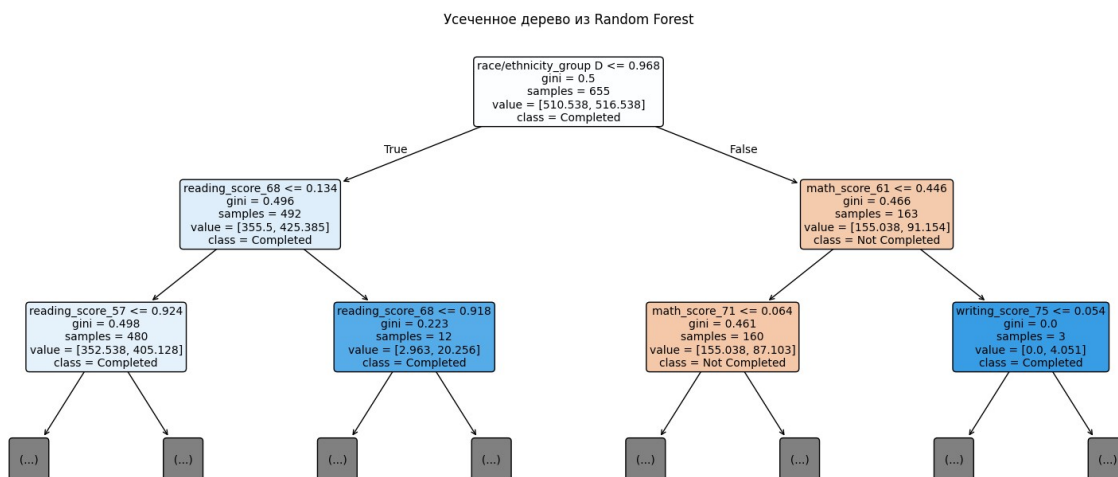 Усеченное дерево из Random Forest
race/ethnicity_group D <= 0.968
gini = 0.5
samples = 655
value = [510.538, 516.538]
class = Completed
True
False
reading_score_68 <= 0.134
gini = 0.496
samples = 492
value = [355.5, 425.385]
class = Completed
math_score_61 <= 0.446
gini = 0.466
samples = 163
value = [155.038, 91.154]
class = Not Completed
reading_score_57 <= 0.924
gini = 0.498
samples = 480
value = [352.538, 405.128]
class = Completed
reading_score_68 <= 0.918
gini = 0.223
samples = 12
value = [2.963, 20.256]
class = Completed
math_score_71 <= 0.064
gini = 0.461
samples = 160
value = [155.038, 87.103]
class = Not Completed
writing_score_75 <= 0.054
gini = 0.0
samples = 3
value = [0.0, 4.051]
class = Completed
(...)
(...)
(...)
(...)
(...)
(...)
(...)
(...)